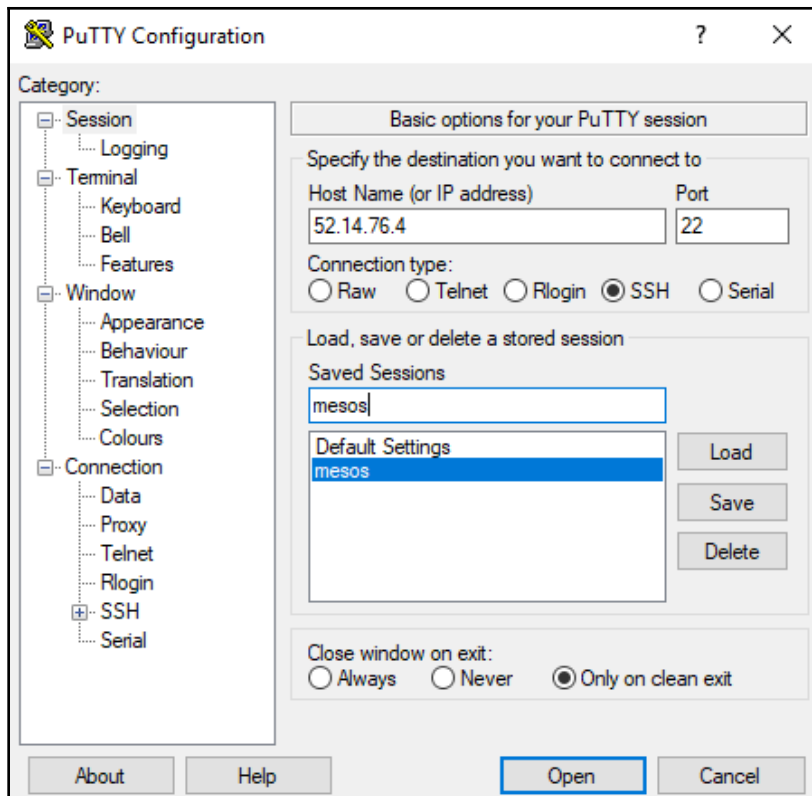 PuTTY Configuration
?
Category:
Session
Logging
Terminal
Keyboard
Bell
Features
Window
Appearance
Behaviour
Translation
Selection
Colours
Connection
Data
Proxy
Telnet
Rlogin
SSH
Serial
Basic options for your PuTTY session
Specify the destination you want to connect to
Host Name (or IP address) Port
52.14.76.4 22
Connection type:
Raw Telnet Rlogin SSH Serial
Load, save or delete a stored session
Saved Sessions
mesos
Default Settings
mesos
Load
Save
Delete
Close window on exit:
Always Never Only on clean exit
About Help Open Cancel